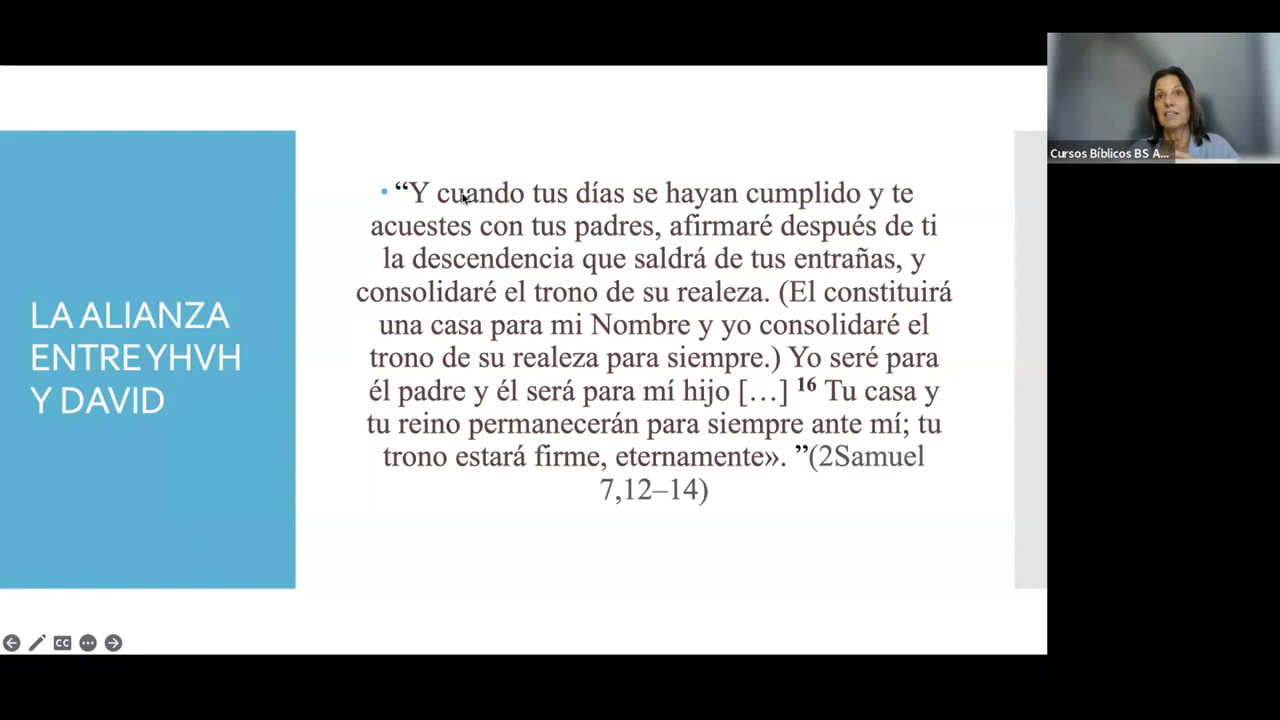 LA ALIANZA
ENTRE YHVH
Y DAVID
• “Y cuando tus días se hayan cumplido y te
acuestes con tus padres, afirmaré después de ti
la descendencia que saldrá de tus entrañas, y
consolidaré el trono de su realeza. (El constituirá
una casa para mi Nombre y yo consolidaré el
trono de su realeza para siempre.) Yo seré para
él padre y él será para mí hijo […] 16 Tu casa y
tu reino permanecerán para siempre ante mí; tu
trono estará firme, eternamente». ”(2Samuel
7,12–14)
Cursos Bíblicos BS A...
CC